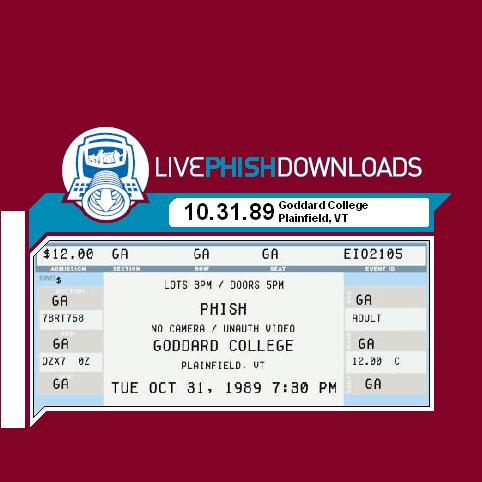 LIVEPHISHDOWNLOADS
10.31.89 Goddard College
Plainfield, VT
$12.00 GA GA GA EIO2105
ADMISSION SECTION ROW SEAT EVENT ID
$
GA
7BRT758
GA
DZX7 0Z
GA
LOTS 3PM / DOORS 5PM
PHISH
NO CAMERA / UNAUTH VIDEO
GODDARD COLLEGE
PLAINFIELD, VT
TUE OCT 31, 1989 7:30 PM
GA
ADULT
GA
12.00 C
GA